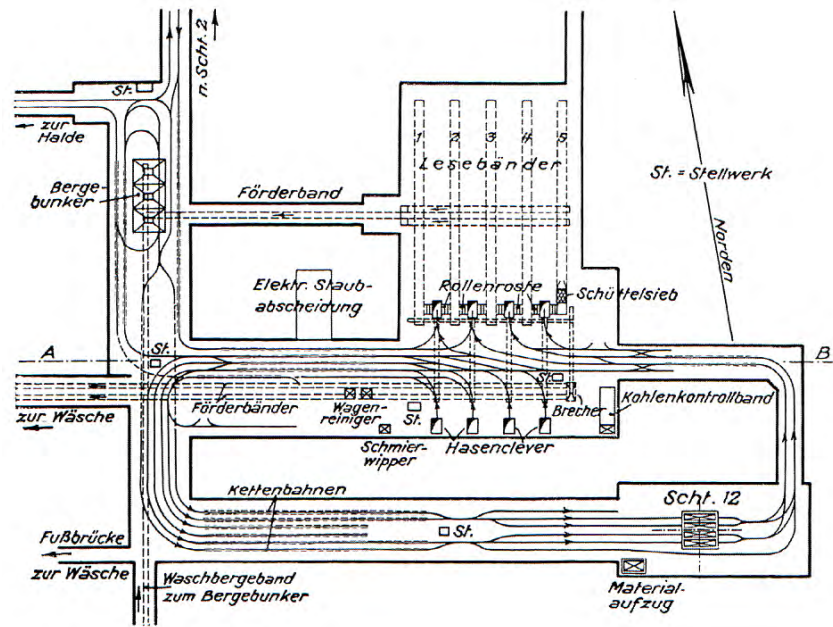 n. Scht. 2
St.
zur
Halde
Berge-
bunker
Förderband
1 2 3 4 5
Lesebänder
St. = Stellwerk
Norden
Elektr. Staub-
abscheidung
Rollenroste
Schüttelsieb
A
B
St.
St.
zur Wäsche
Förderbänder
Wagen-
reiniger
St.
Brecher
Kohlenkontrollband
Schmier-
wipper
Hasenclever
Kettenbahnen
St.
Scht. 12
Fußbrücke
zur Wäsche
Waschbergeband
zum Bergebunker
Material-
aufzug